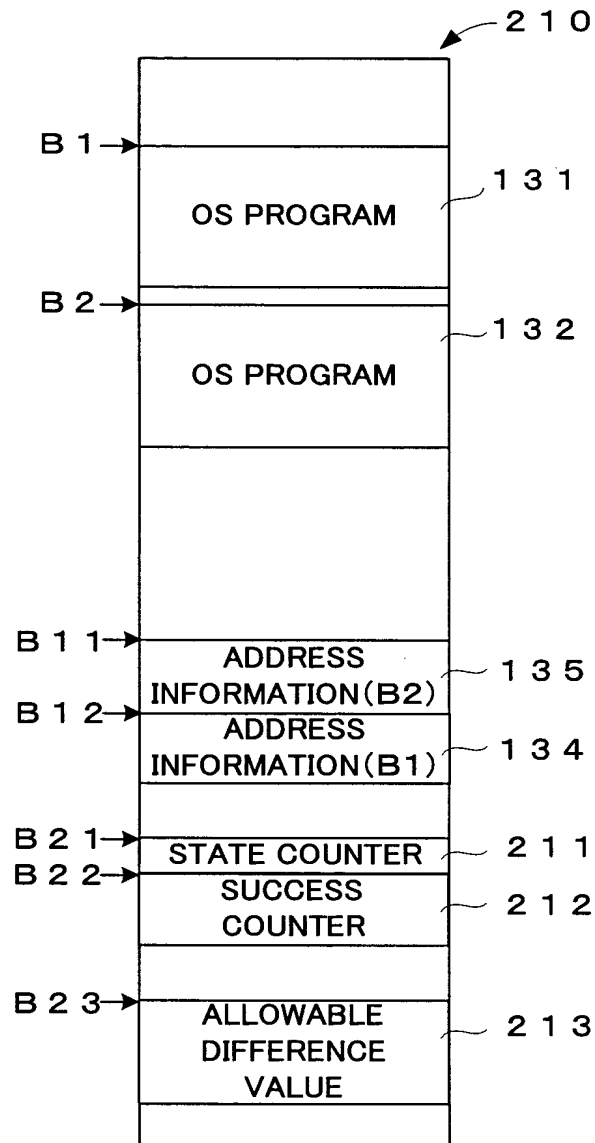 210
B1
131
OS PROGRAM
B2
132
OS PROGRAM
B11
ADDRESS
INFORMATION(B2)
135
B12
ADDRESS
INFORMATION(B1)
134
B21
STATE COUNTER
211
B22
SUCCESS
COUNTER
212
B23
ALLOWABLE
DIFFERENCE
VALUE
213